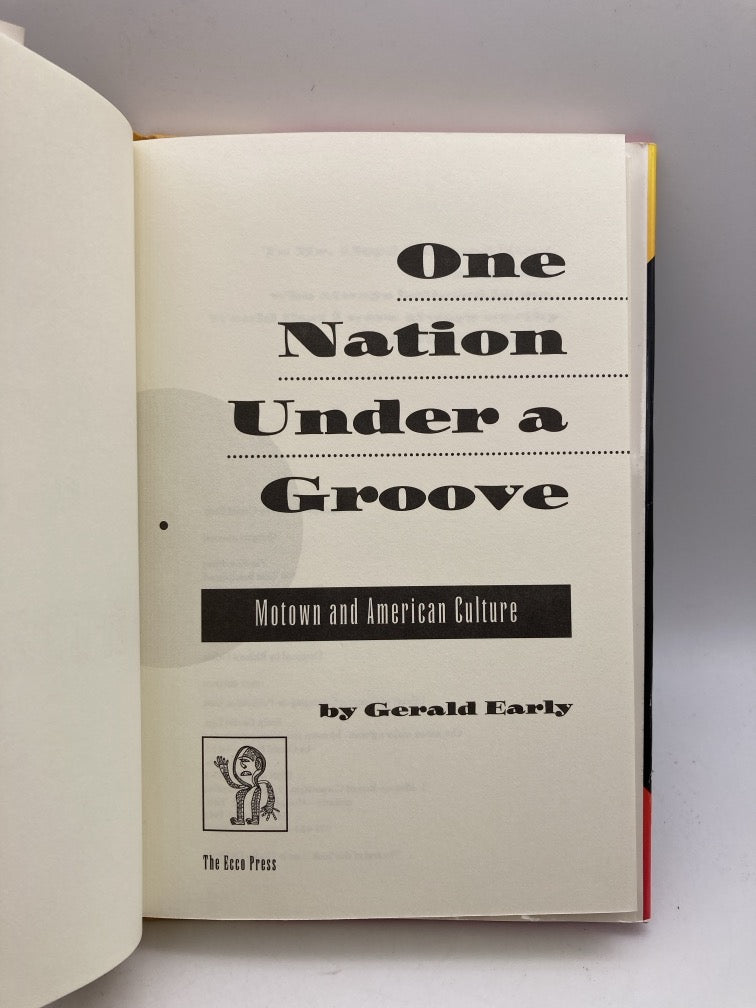 One
Nation
Under a
Groove
Motown and American Culture
by Gerald Early
The Ecco Press